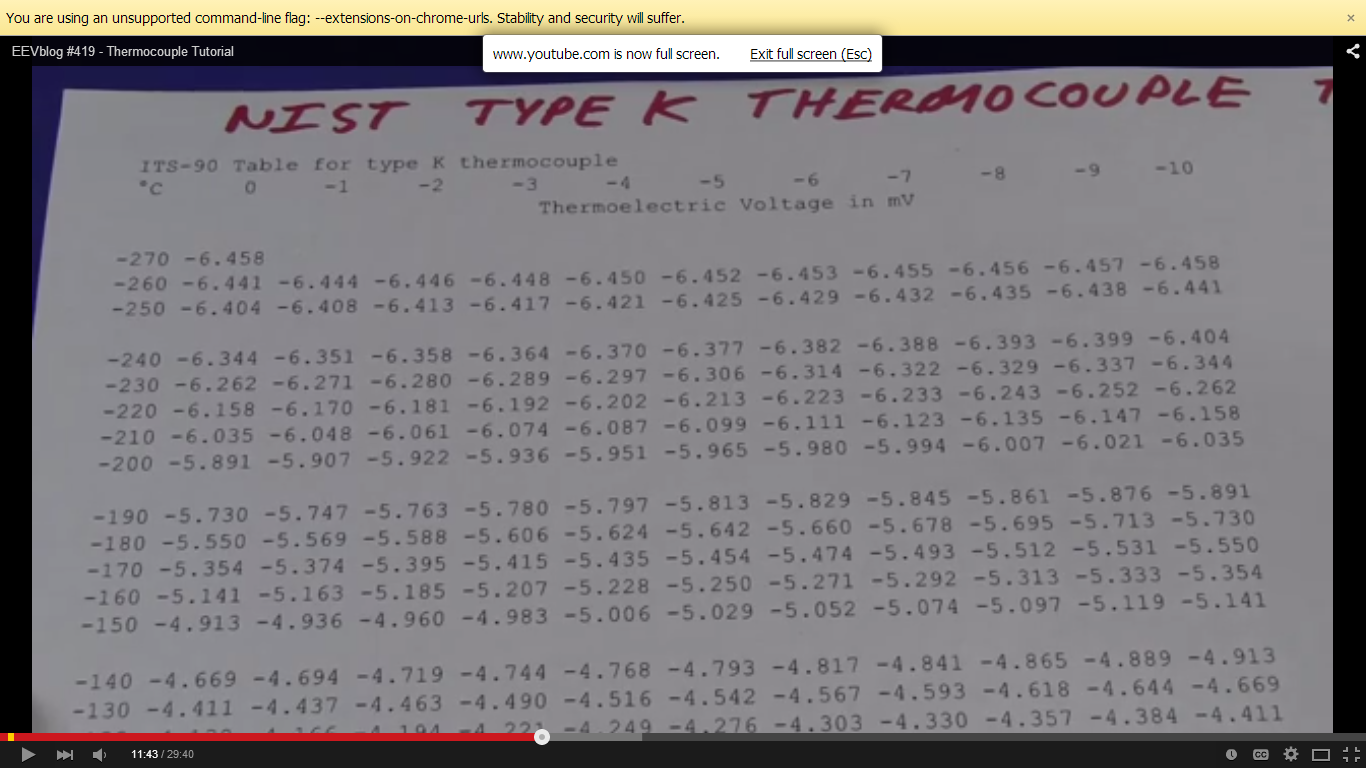 You are using an unsupported command-line flag: --extensions-on-chrome-urls. Stability and security will suffer.
EEVblog #419 - Thermocouple Tutorial
www.youtube.com is now full screen. Exit full screen (Esc)
NIST TYPE K THERMOCOUPLE T
ITS-90 Table for type K thermocouple
°C 0 -1 -2 -3 -4 -5 -6 -7 -8 -9 -10
Thermoelectric Voltage in mV
-270 -6.458
-260 -6.441 -6.444 -6.446 -6.448 -6.450 -6.452 -6.453 -6.455 -6.456 -6.457 -6.458
-250 -6.404 -6.408 -6.413 -6.417 -6.421 -6.425 -6.429 -6.432 -6.435 -6.438 -6.441
-240 -6.344 -6.351 -6.358 -6.364 -6.370 -6.377 -6.382 -6.388 -6.393 -6.399 -6.404
-230 -6.262 -6.271 -6.280 -6.289 -6.297 -6.306 -6.314 -6.322 -6.329 -6.337 -6.344
-220 -6.158 -6.170 -6.181 -6.192 -6.202 -6.213 -6.223 -6.233 -6.243 -6.252 -6.262
-210 -6.035 -6.048 -6.061 -6.074 -6.087 -6.099 -6.111 -6.123 -6.135 -6.147 -6.158
-200 -5.891 -5.907 -5.922 -5.936 -5.951 -5.965 -5.980 -5.994 -6.007 -6.021 -6.035
-190 -5.730 -5.747 -5.763 -5.780 -5.797 -5.813 -5.829 -5.845 -5.861 -5.876 -5.891
-180 -5.550 -5.569 -5.588 -5.606 -5.624 -5.642 -5.660 -5.678 -5.695 -5.713 -5.730
-170 -5.354 -5.374 -5.395 -5.415 -5.435 -5.454 -5.474 -5.493 -5.512 -5.531 -5.550
-160 -5.141 -5.163 -5.185 -5.207 -5.228 -5.250 -5.271 -5.292 -5.313 -5.333 -5.354
-150 -4.913 -4.936 -4.960 -4.983 -5.006 -5.029 -5.052 -5.074 -5.097 -5.119 -5.141
-140 -4.669 -4.694 -4.719 -4.744 -4.768 -4.793 -4.817 -4.841 -4.865 -4.889 -4.913
-130 -4.411 -4.437 -4.463 -4.490 -4.516 -4.542 -4.567 -4.593 -4.618 -4.644 -4.669
-4.249 -4.276 -4.303 -4.330 -4.357 -4.384 -4.411
11:43 / 29:40
CC